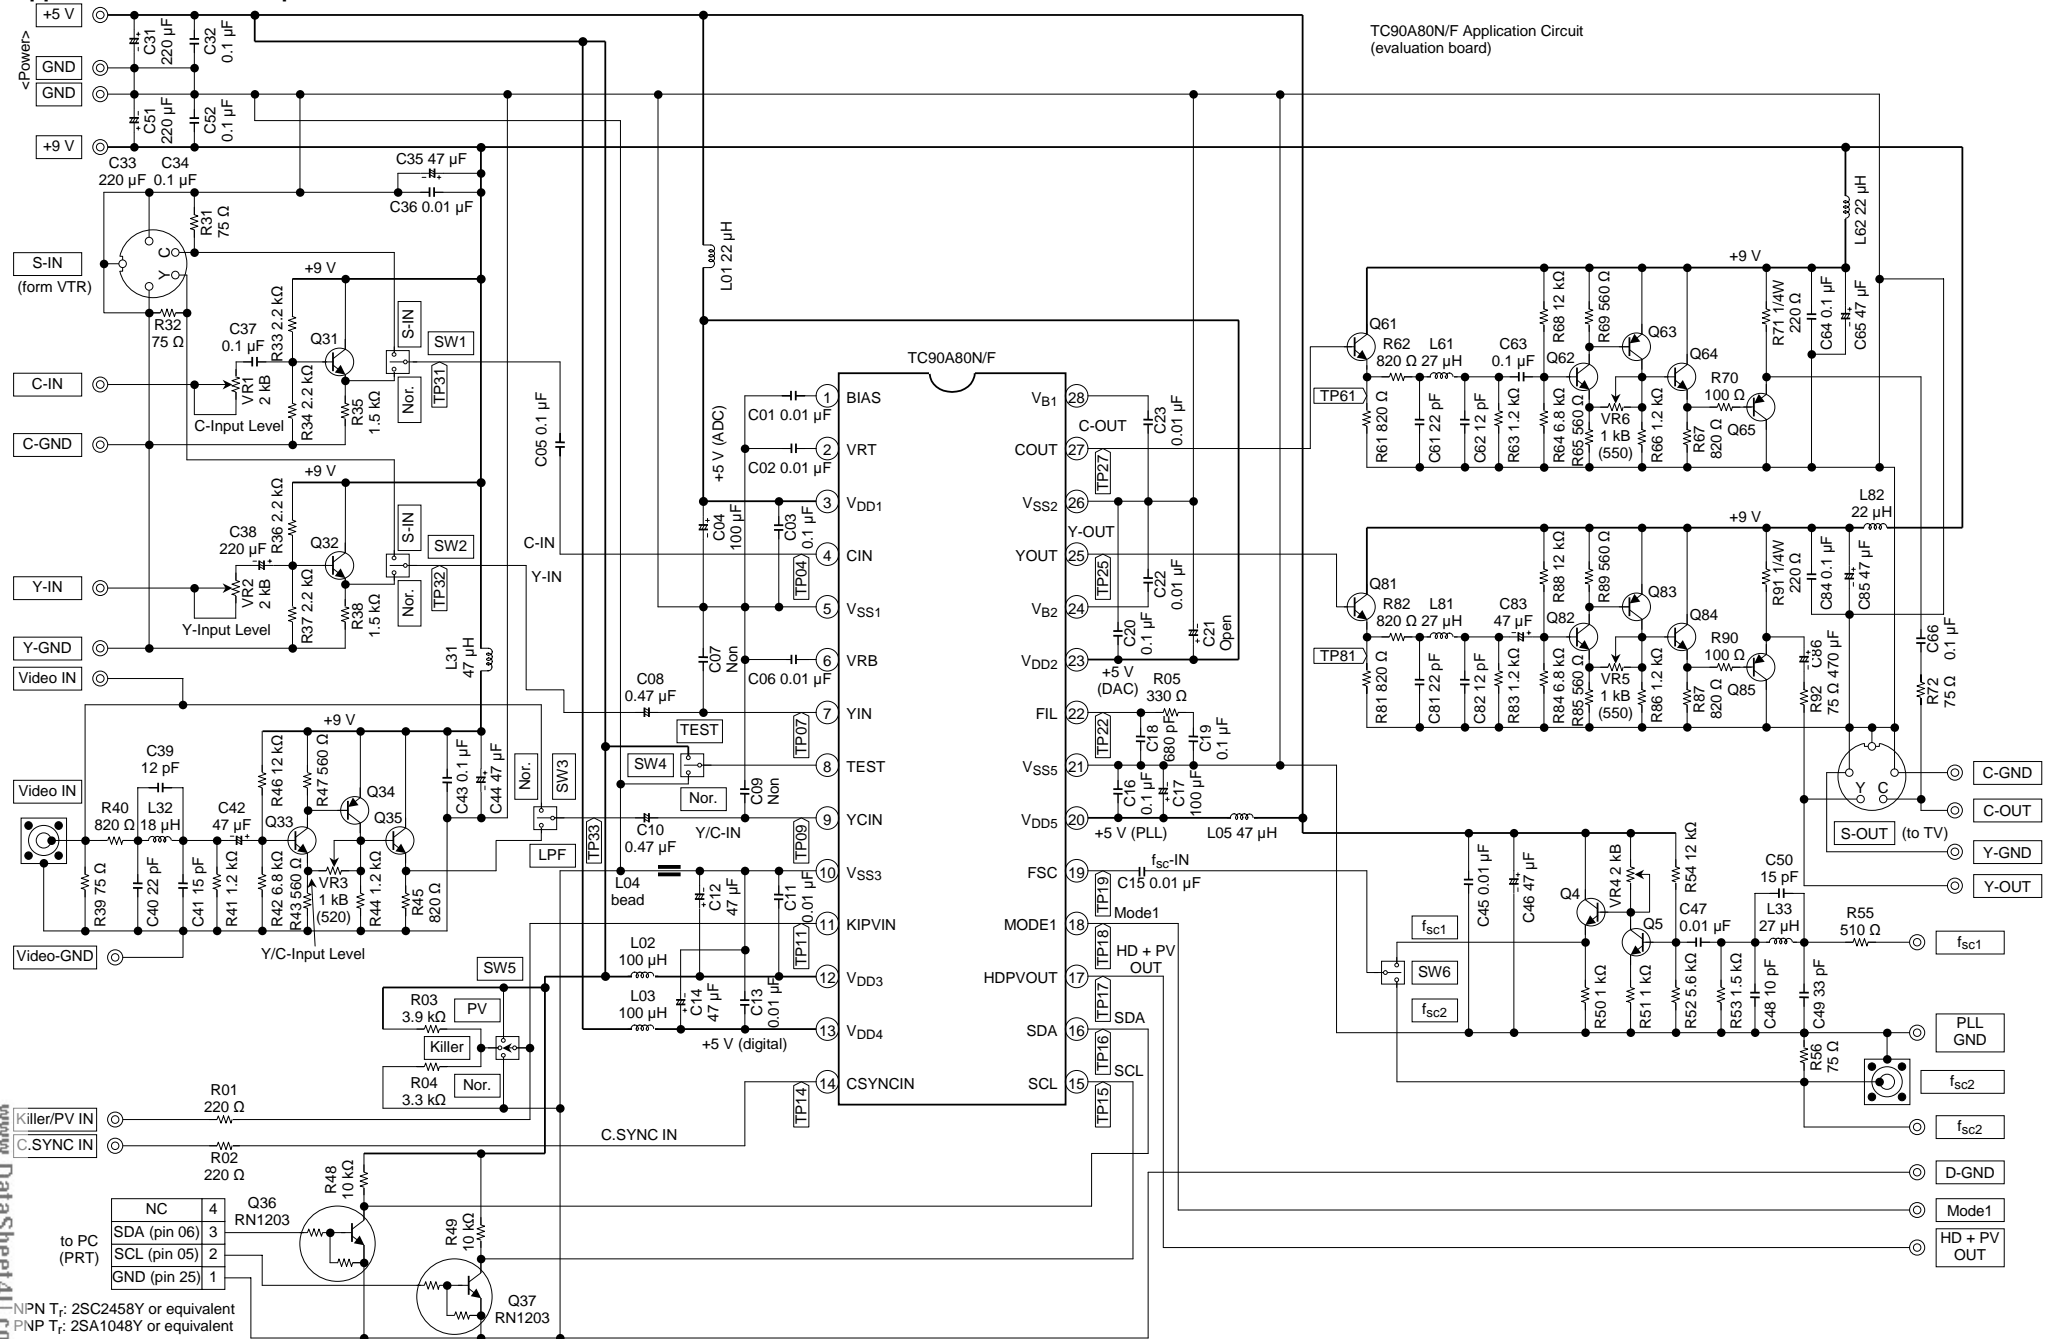 +5 V
C31
220 µF
C32
0.1 µF
<Power>
GND
GND
C51
220 µF
C52
0.1 µF
+9 V
TC90A80N/F Application Circuit
(evaluation board)
C33
220 µF
C34
0.1 µF
R31
75 Ω
C35 47 µF
C36 0.01 µF
S-IN
(form VTR)
C
Y
R32
75 Ω
+9 V
C37
0.1 µF
R33 2.2 kΩ
Q31
S-IN
SW1
C-IN
VR1
2 kB
R34 2.2 kΩ
R35
1.5 kΩ
Nor.
TP31
C-Input Level
C-GND
C05 0.1 µF
+9 V
C38
220 µF
R36 2.2 kΩ
Q32
S-IN
SW2
Y-IN
VR2
2 kB
R37 2.2 kΩ
R38
1.5 kΩ
Nor.
TP32
Y-Input Level
C-IN
Y-IN
Y-GND
Video IN
L31
47 µH
C08
0.47 µF
+9 V
C39
12 pF
Video IN
R40
820 Ω
L32
18 µH
C42
47 µF
R46 12 kΩ
R47 560 Ω
Q33
Q34
Q35
C43 0.1 µF
C44 47 µF
Nor.
SW3
LPF
TP33
R39 75 Ω
C40 22 pF
C41 15 pF
R41 1.2 kΩ
R42 6.8 kΩ
R43 560 Ω
VR3
1 kB
(520)
R44 1.2 kΩ
R45
820 Ω
Y/C-Input Level
Video-GND
TEST
SW4
Nor.
C10
0.47 µF
Y/C-IN
L04
bead
C12
47 µF
C11
0.01 µF
L02
100 µH
L03
100 µH
C14
47 µF
C13
0.01 µF
+5 V (digital)
SW5
R03
3.9 kΩ
PV
Killer
R04
3.3 kΩ
Nor.
Killer/PV IN
R01
220 Ω
C.SYNC IN
R02
220 Ω
C.SYNC IN
L01 22 µH
+5 V (ADC)
C04
100 µF
C03
0.1 µF
C01 0.01 µF
C02 0.01 µF
C07
Non
C06 0.01 µF
C09
Non
TC90A80N/F
1 BIAS
2 VRT
3 VDD1
4 CIN
5 VSS1
6 VRB
7 YIN
8 TEST
9 YCIN
10 VSS3
11 KIPVIN
12 VDD3
13 VDD4
14 CSYNCIN
TP04
TP07
TP09
TP11
TP14
VB1 28
COUT 27
VSS2 26
YOUT 25
VB2 24
VDD2 23
FIL 22
VSS5 21
VDD5 20
FSC 19
MODE1 18
HDPVOUT 17
SDA 16
SCL 15
C-OUT
TP27
Y-OUT
TP25
TP22
TP19
TP18
TP17
TP16
TP15
C23
0.01 µF
C22
0.01 µF
C20
0.1 µF
C21
Open
+5 V
(DAC)
R05
330 Ω
C18
680 pF
C19
0.1 µF
C16
0.1 µF
C17
100 µF
+5 V (PLL)
L05 47 µH
fsc-IN
C15 0.01 µF
Mode1
HD + PV
OUT
SDA
SCL
+9 V
L62 22 µH
Q61
R62
820 Ω
L61
27 µH
C63
0.1 µF
R68 12 kΩ
R69 560 Ω
Q62
Q63
Q64
R71 1/4W
220 Ω
C64 0.1 µF
C65 47 µF
R70
100 Ω
Q65
TP61
R61 820 Ω
C61 22 pF
C62 12 pF
R63 1.2 kΩ
R64 6.8 kΩ
R65 560 Ω
VR6
1 kB
(550)
R66 1.2 kΩ
R67
820 Ω
L82
22 µH
+9 V
Q81
R82
820 Ω
L81
27 µH
C83
47 µF
R88 12 kΩ
R89 560 Ω
Q82
Q83
Q84
R91 1/4W
220 Ω
C84 0.1 µF
C85 47 µF
R90
100 Ω
Q85
TP81
R81 820 Ω
C81 22 pF
C82 12 pF
R83 1.2 kΩ
R84 6.8 kΩ
R85 560 Ω
VR5
1 kB
(550)
R86 1.2 kΩ
R87
820 Ω
C86
470 µF
R92
75 Ω
C66
0.1 µF
R72
75 Ω
Y C
S-OUT (to TV)
C-GND
C-OUT
Y-GND
Y-OUT
C45 0.01 µF
C46 47 µF
Q4
VR4 2 kB
Q5
R54 12 kΩ
C47
0.01 µF
C50
15 pF
L33
27 µH
R55
510 Ω
fsc1
fsc1
SW6
fsc2
R50 1 kΩ
R51 1 kΩ
R52 5.6 kΩ
R53 1.5 kΩ
C48 10 pF
C49 33 pF
R56
75 Ω
PLL
GND
fsc2
fsc2
D-GND
Mode1
HD + PV
OUT
R48
10 kΩ
Q36
RN1203
R49
10 kΩ
Q37
RN1203
to PC
(PRT)
NC 4
SDA (pin 06) 3
SCL (pin 05) 2
GND (pin 25) 1
NPN Tr: 2SC2458Y or equivalent
PNP Tr: 2SA1048Y or equivalent
www.DataSheet4U.co